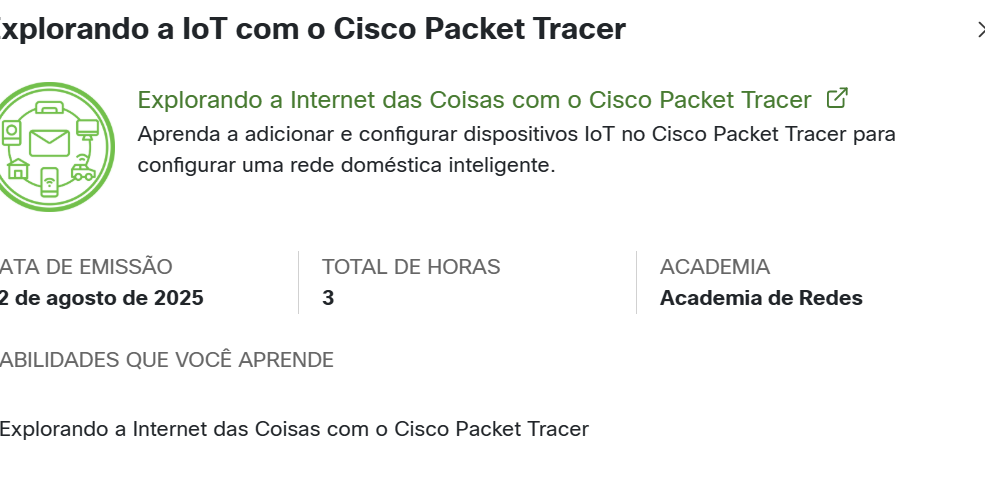 Explorando a IoT com o Cisco Packet Tracer
Explorando a Internet das Coisas com o Cisco Packet Tracer
Aprenda a adicionar e configurar dispositivos IoT no Cisco Packet Tracer para
configurar uma rede doméstica inteligente.
ATA DE EMISSÃO
2 de agosto de 2025
TOTAL DE HORAS
3
ACADEMIA
Academia de Redes
ABILIDADES QUE VOCÊ APRENDE
Explorando a Internet das Coisas com o Cisco Packet Tracer